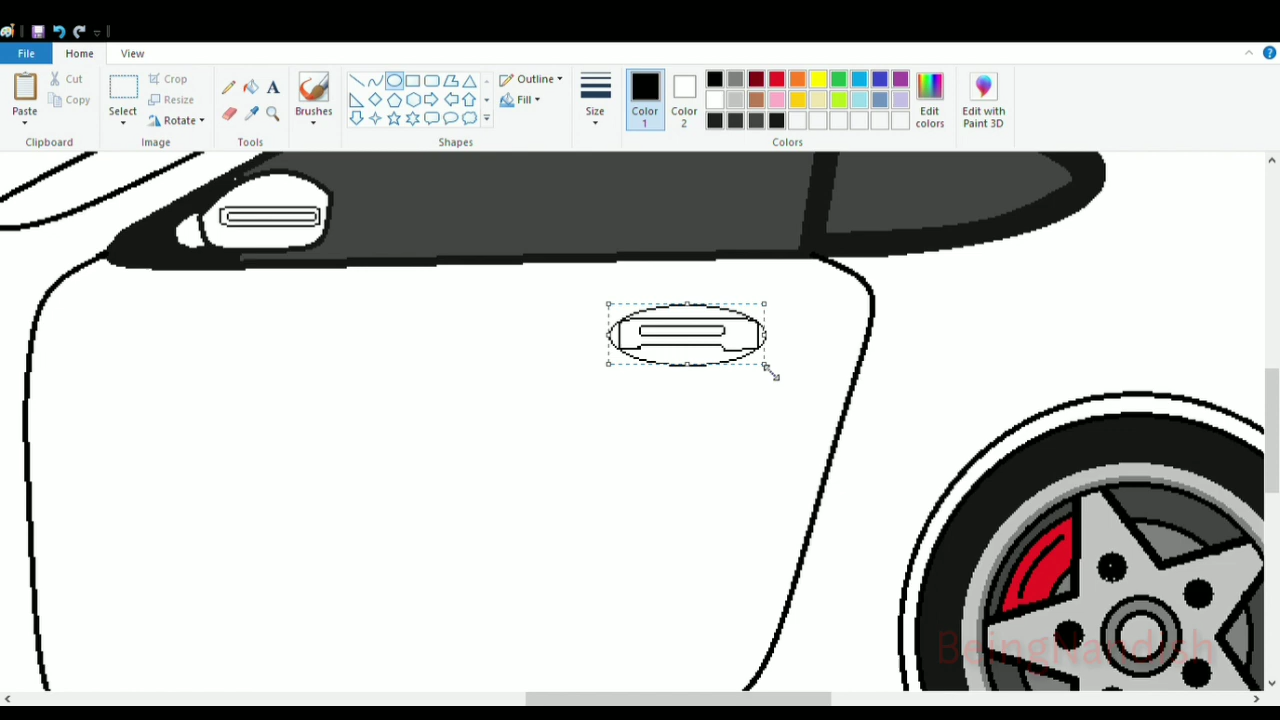 File Home View
Paste
Cut
Copy
Clipboard
Select
Crop
Resize
Rotate
Image
Tools
Brushes
Shapes
Outline
Fill
Size
Color 1
Color 2
Colors
Edit colors
Edit with Paint 3D
BeingNandish